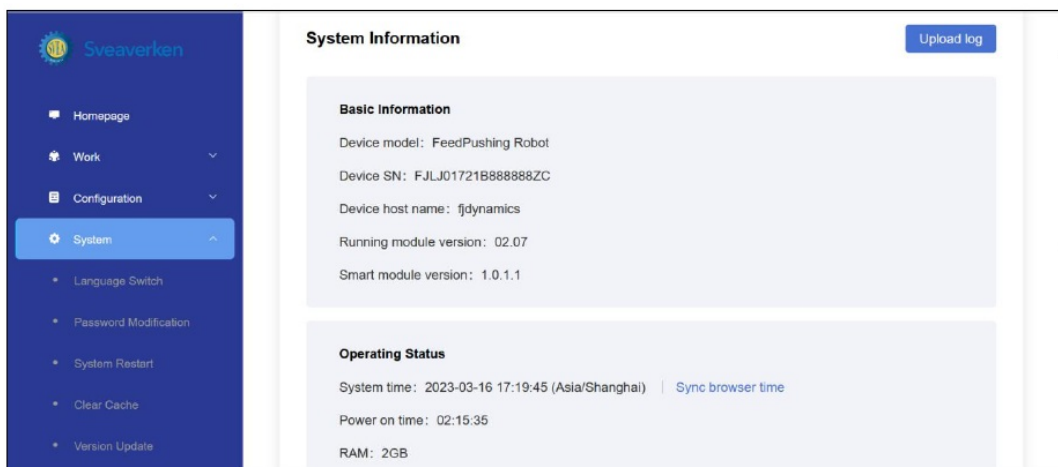 SVEA
Sveaverken
Homepage
Work
Configuration
System
Language Switch
Password Modification
System Restart
Clear Cache
Version Update
System Information
Upload log
Basic Information
Device model: FeedPushing Robot
Device SN: FJLJ01721B888888ZC
Device host name: fjdynamics
Running module version: 02.07
Smart module version: 1.0.1.1
Operating Status
System time: 2023-03-16 17:19:45 (Asia/Shanghai) | Sync browser time
Power on time: 02:15:35
RAM: 2GB